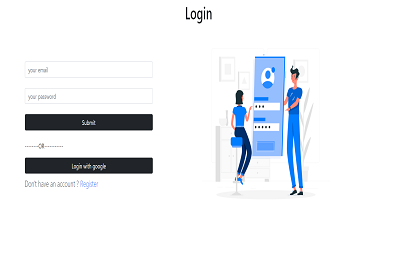 Login
your email
your password
Submit
--------OR-----------
Login with google
Don't have an account ? Register